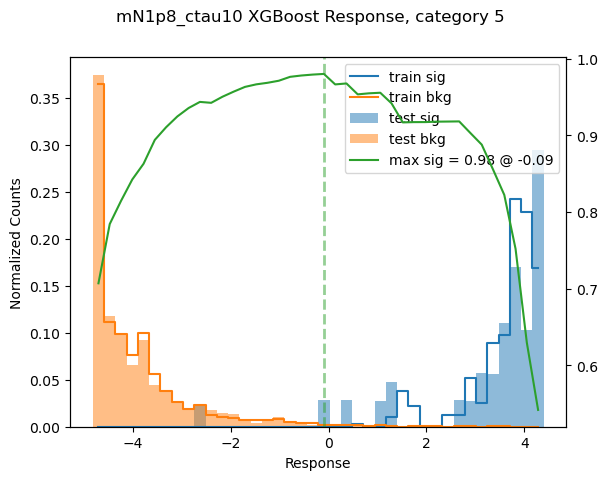 mN1p8_ctau10 XGBoost Response, category 5
train sig
train bkg
test sig
test bkg
max sig = 0.98 @ -0.09
Normalized Counts
0.35
0.30
0.25
0.20
0.15
0.10
0.05
0.00
1.0
0.9
0.8
0.7
0.6
−4
−2
0
2
4
Response